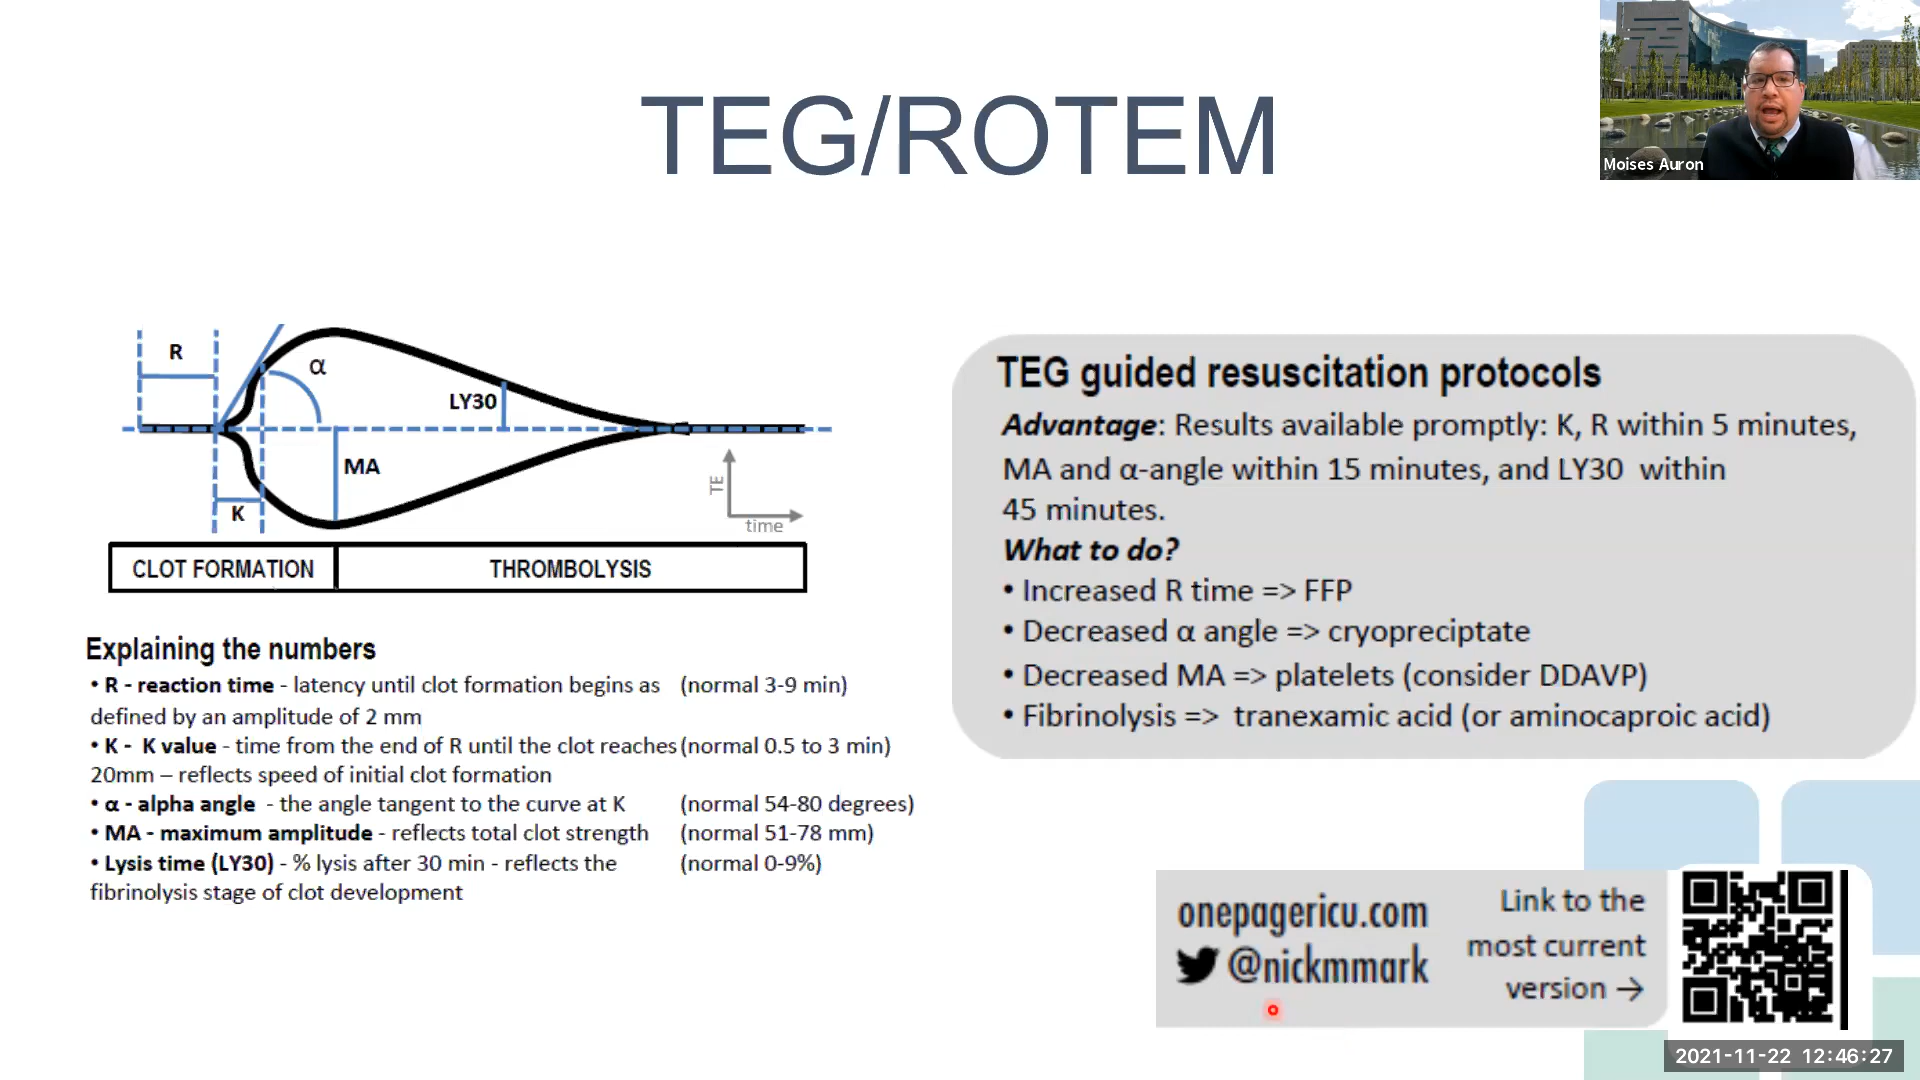 TEG/ROTEM
Moises Auron
R
α
LY30
MA
K
TE
time
CLOT FORMATION
THROMBOLYSIS
Explaining the numbers
• R - reaction time - latency until clot formation begins as (normal 3-9 min)
defined by an amplitude of 2 mm
• K - K value - time from the end of R until the clot reaches (normal 0.5 to 3 min)
20mm – reflects speed of initial clot formation
• α - alpha angle - the angle tangent to the curve at K (normal 54-80 degrees)
• MA - maximum amplitude - reflects total clot strength (normal 51-78 mm)
• Lysis time (LY30) - % lysis after 30 min - reflects the (normal 0-9%)
fibrinolysis stage of clot development
TEG guided resuscitation protocols
Advantage: Results available promptly: K, R within 5 minutes,
MA and α-angle within 15 minutes, and LY30 within
45 minutes.
What to do?
• Increased R time => FFP
• Decreased α angle => cryopreciptate
• Decreased MA => platelets (consider DDAVP)
• Fibrinolysis => tranexamic acid (or aminocaproic acid)
onepagericu.com
@nickmmark
Link to the
most current
version →
2021-11-22 12:46:27